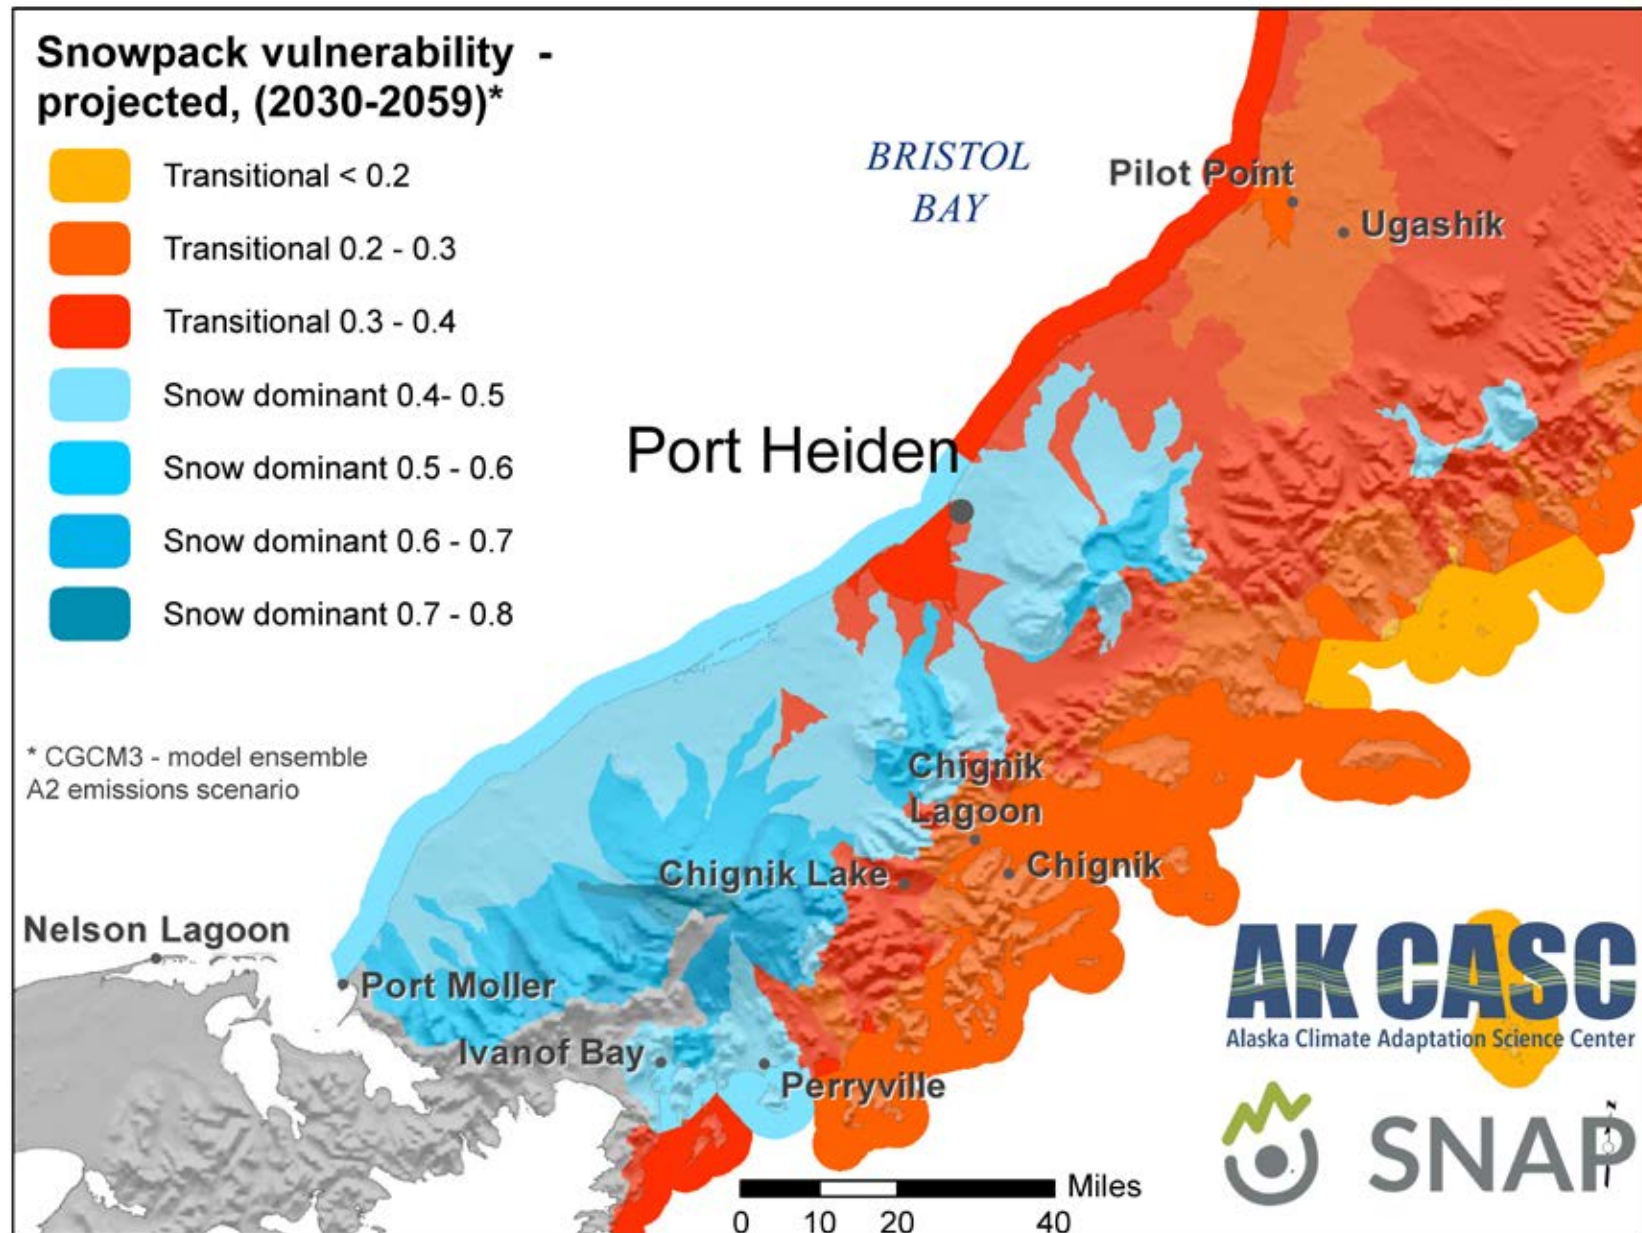 Snowpack vulnerability -
projected, (2030-2059)*
Transitional < 0.2
Transitional 0.2 - 0.3
Transitional 0.3 - 0.4
Snow dominant 0.4- 0.5
Snow dominant 0.5 - 0.6
Snow dominant 0.6 - 0.7
Snow dominant 0.7 - 0.8
BRISTOL
BAY
Pilot Point
Ugashik
Port Heiden
* CGCM3 - model ensemble
A2 emissions scenario
Chignik
Lagoon
Chignik Lake
Chignik
Nelson Lagoon
Port Moller
Ivanof Bay
Perryville
AK CASC
Alaska Climate Adaptation Science Center
SNAP
N
Miles
0 10 20 40